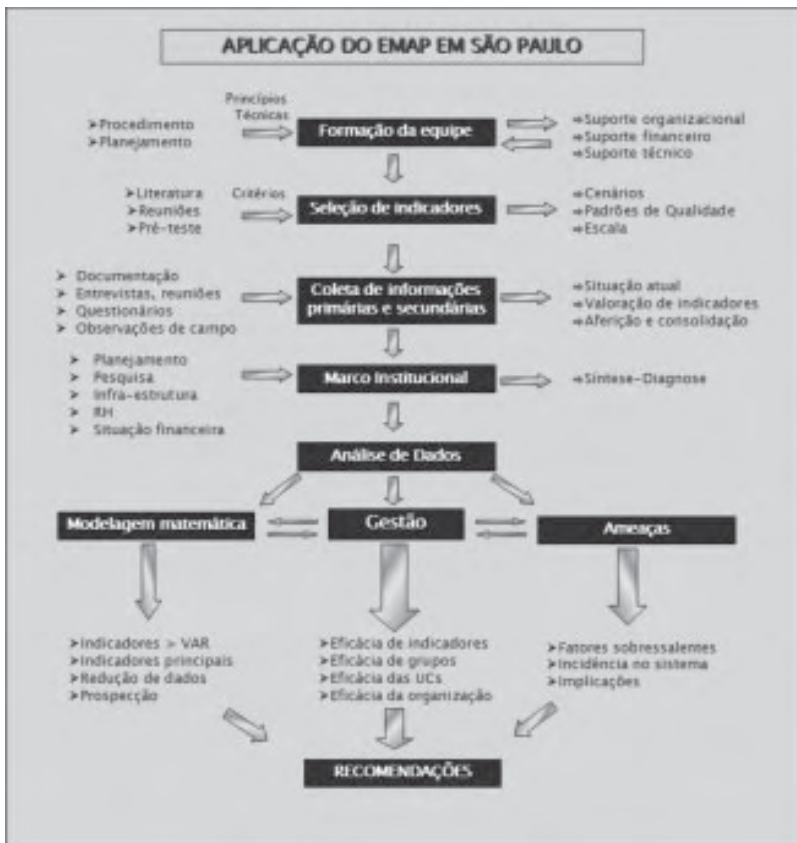 APLICAÇÃO DO EMAP EM SÃO PAULO
Princípios
Técnicas
➤Procedimento
➤Planejamento
Formação da equipe
⇒Suporte organizacional
⇒Suporte financeiro
⇒Suporte técnico
➤Literatura
➤Reuniões
➤Pré-teste
Critérios
Seleção de indicadores
⇒Cenários
⇒Padrões de Qualidade
⇒Escala
➤ Documentação
➤ Entrevistas, reuniões
➤ Questionários
➤ Observações de campo
Coleta de informações
primárias e secundárias
⇒Situação atual
⇒Valoração de indicadores
⇒Aferição e consolidação
➤ Planejamento
➤ Pesquisa
➤ Infra-estrutura
➤ RH
➤ Situação financeira
Marco Institucional
⇒Síntese-Diagnose
Análise de Dados
Modelagem matemática
Gestão
Ameaças
➤Indicadores > VAR
➤Indicadores principais
➤Redução de dados
➤Prospecção
➤Eficácia de indicadores
➤Eficácia de grupos
➤Eficácia das UCs
➤Eficácia da organização
➤Fatores sobressalentes
➤Incidência no sistema
➤Implicações
RECOMENDAÇÕES